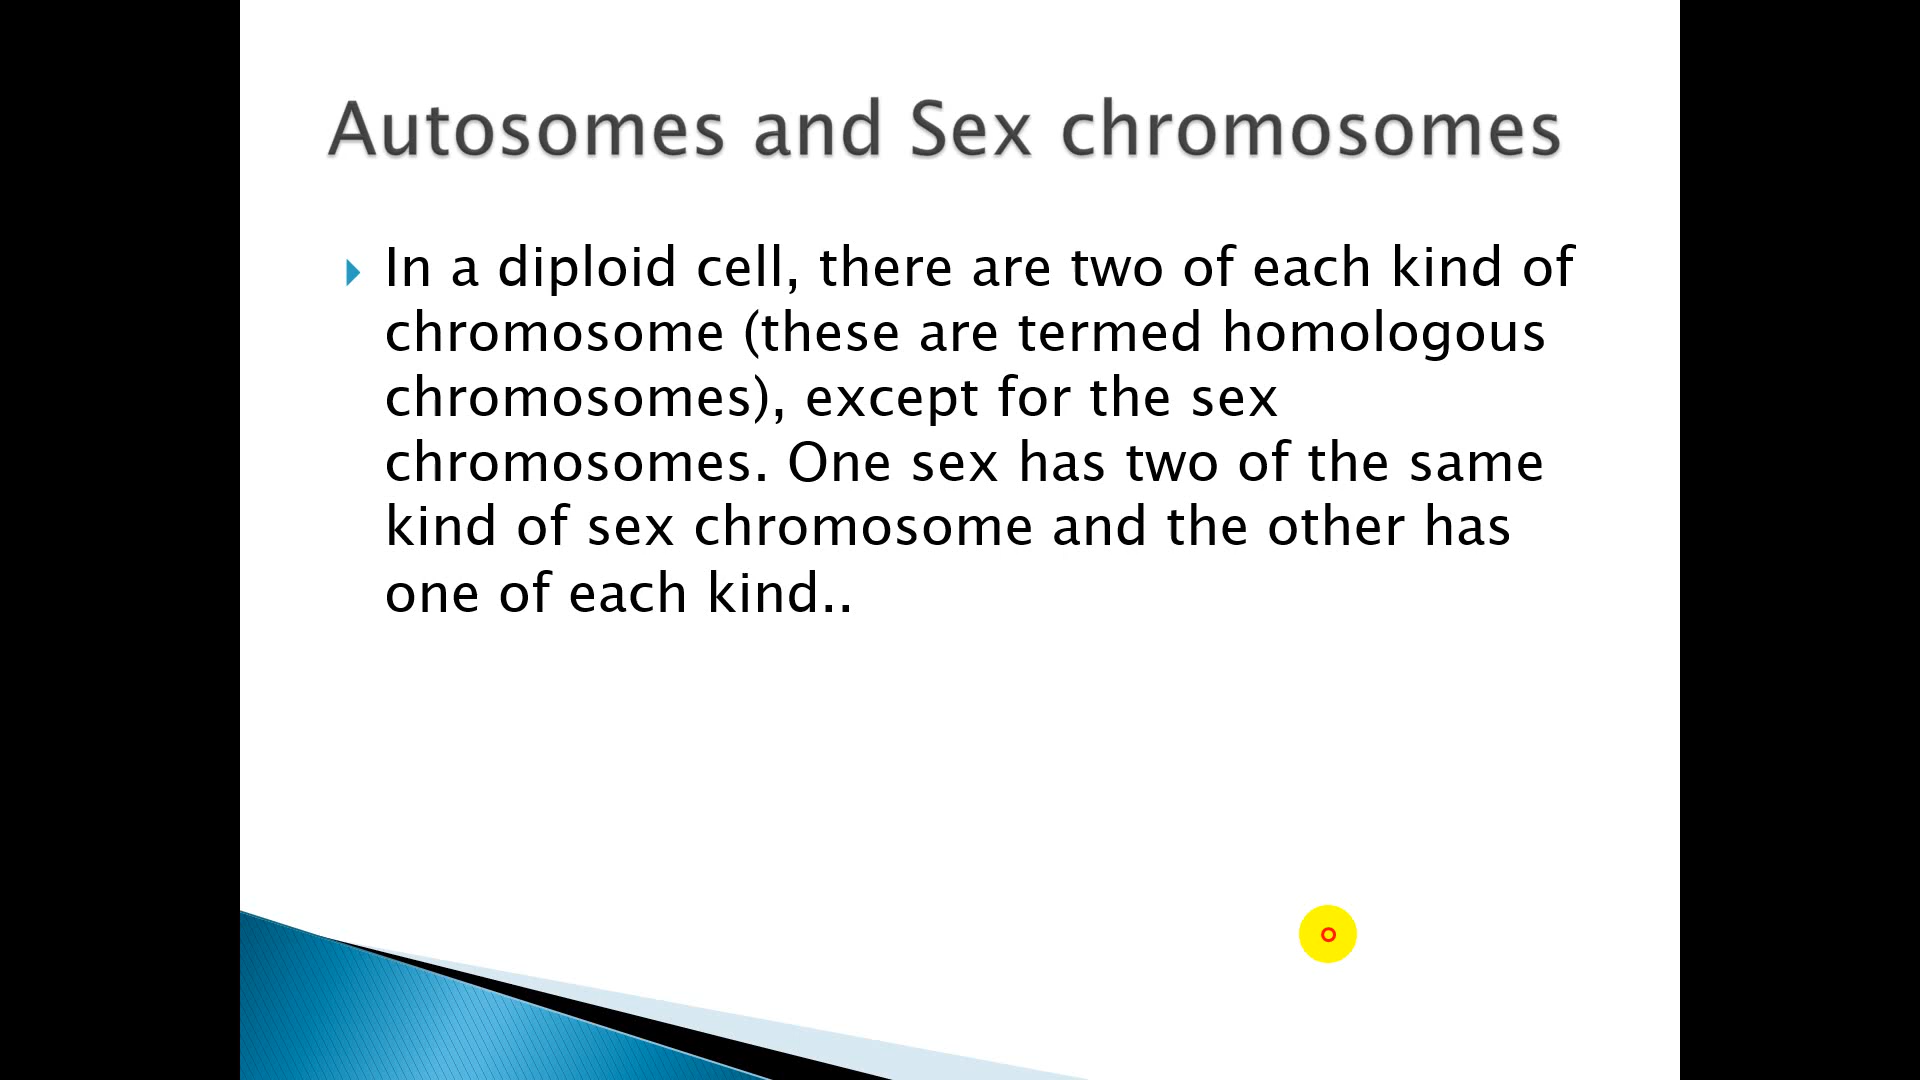 Autosomes and Sex chromosomes
In a diploid cell, there are two of each kind of
chromosome (these are termed homologous
chromosomes), except for the sex
chromosomes. One sex has two of the same
kind of sex chromosome and the other has
one of each kind..